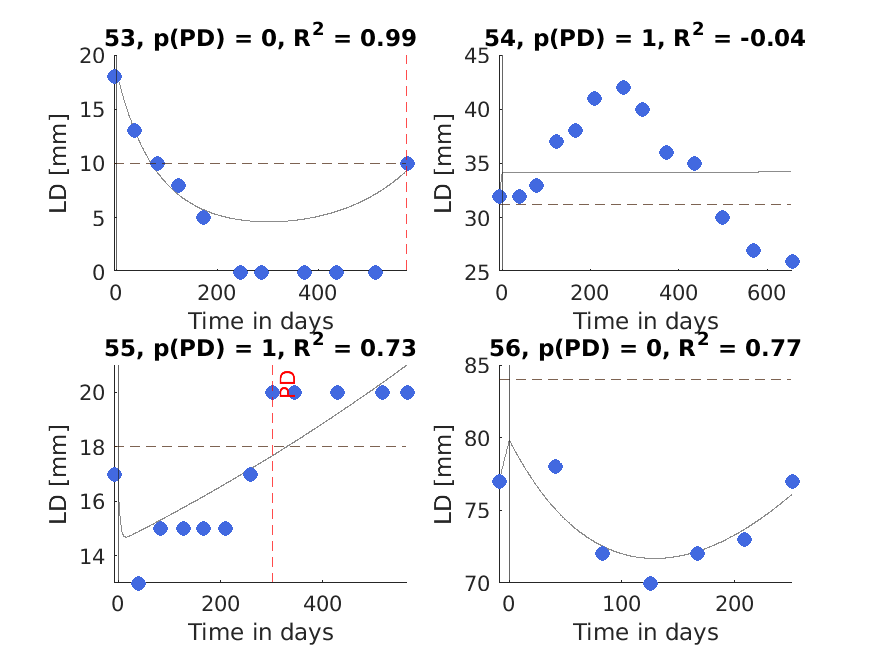 53, p(PD) = 0, R² = 0.99
20
15
10
5
0
LD [mm]
0 200 400
Time in days
54, p(PD) = 1, R² = -0.04
45
40
35
30
25
LD [mm]
0 200 400 600
Time in days
55, p(PD) = 1, R² = 0.73
20
18
16
14
LD [mm]
PD
0 200 400
Time in days
56, p(PD) = 0, R² = 0.77
85
80
75
70
LD [mm]
0 100 200
Time in days